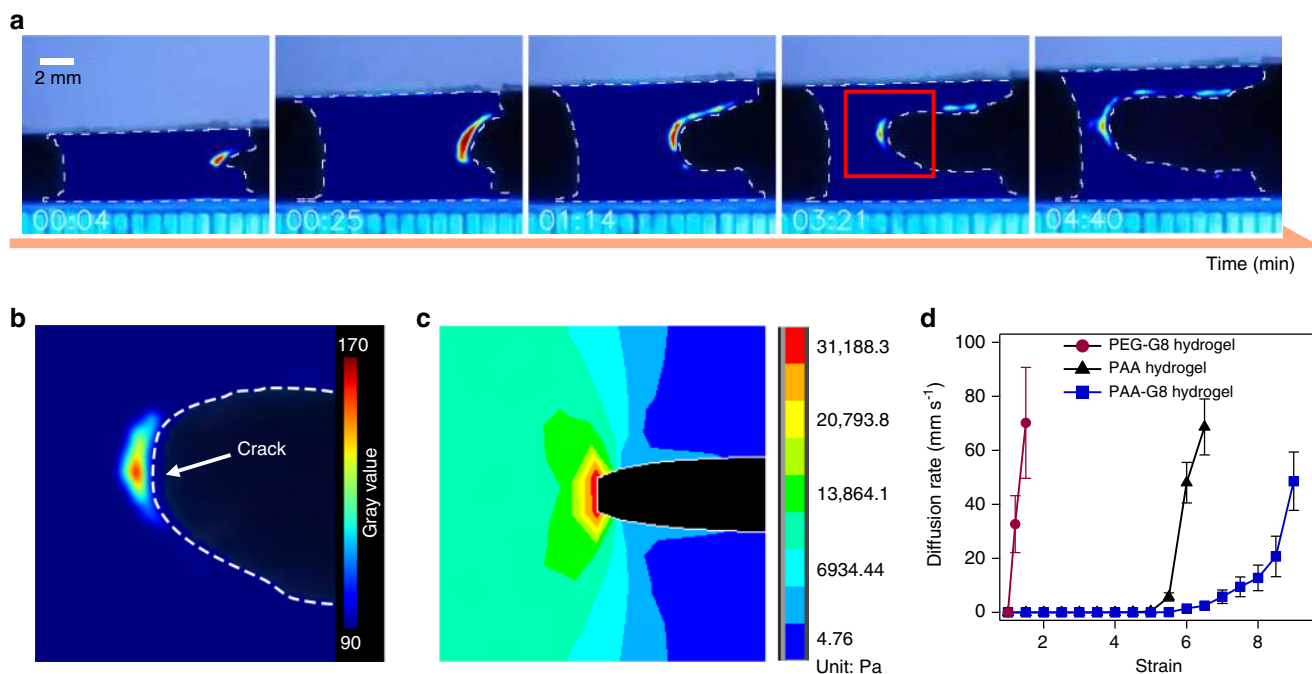 a
2 mm
00:04
00:25
01:14
03:21
04:40
Time (min)
b
170
Gray value
90
Crack
c
31,188.3
20,793.8
13,864.1
6934.44
4.76
Unit: Pa
d
PEG-G8 hydrogel
PAA hydrogel
PAA-G8 hydrogel
Diffusion rate (mm s⁻¹)
100
80
60
40
20
0
2 4 6 8
Strain